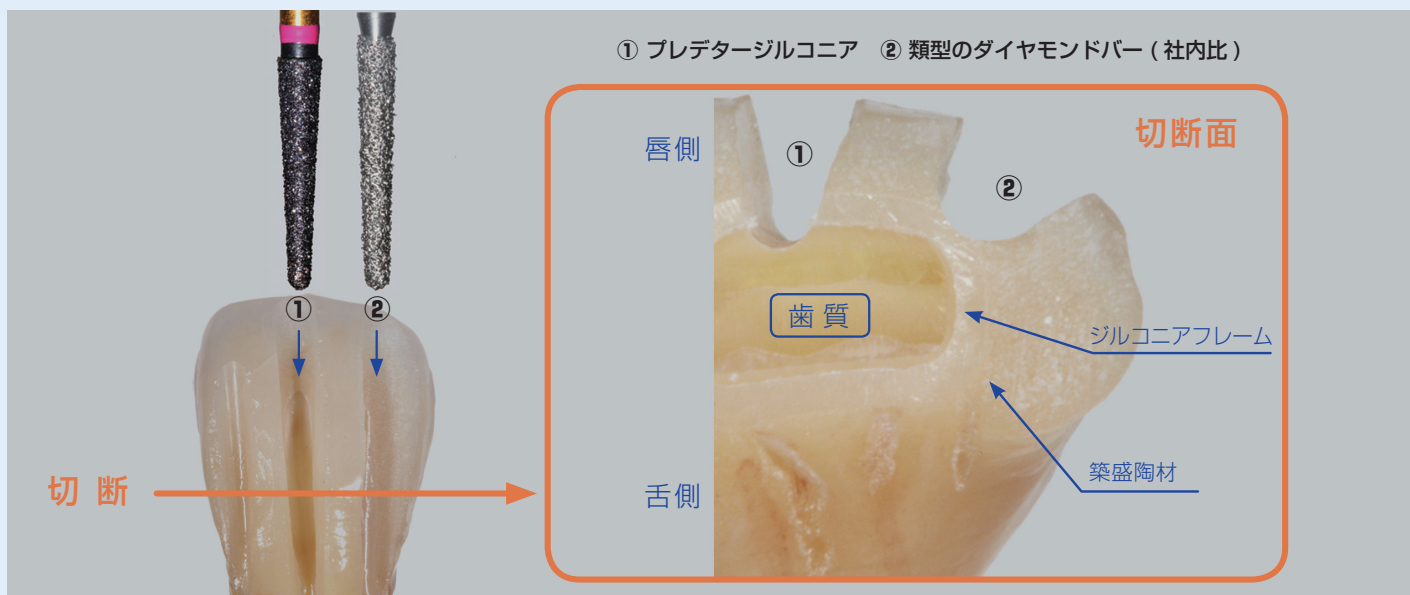 ① プレデタージルコニア ② 類型のダイヤモンドバー ( 社内比 )
切断面
唇側
①
②
① ②
歯 質
ジルコニアフレーム
築盛陶材
切 断
舌側